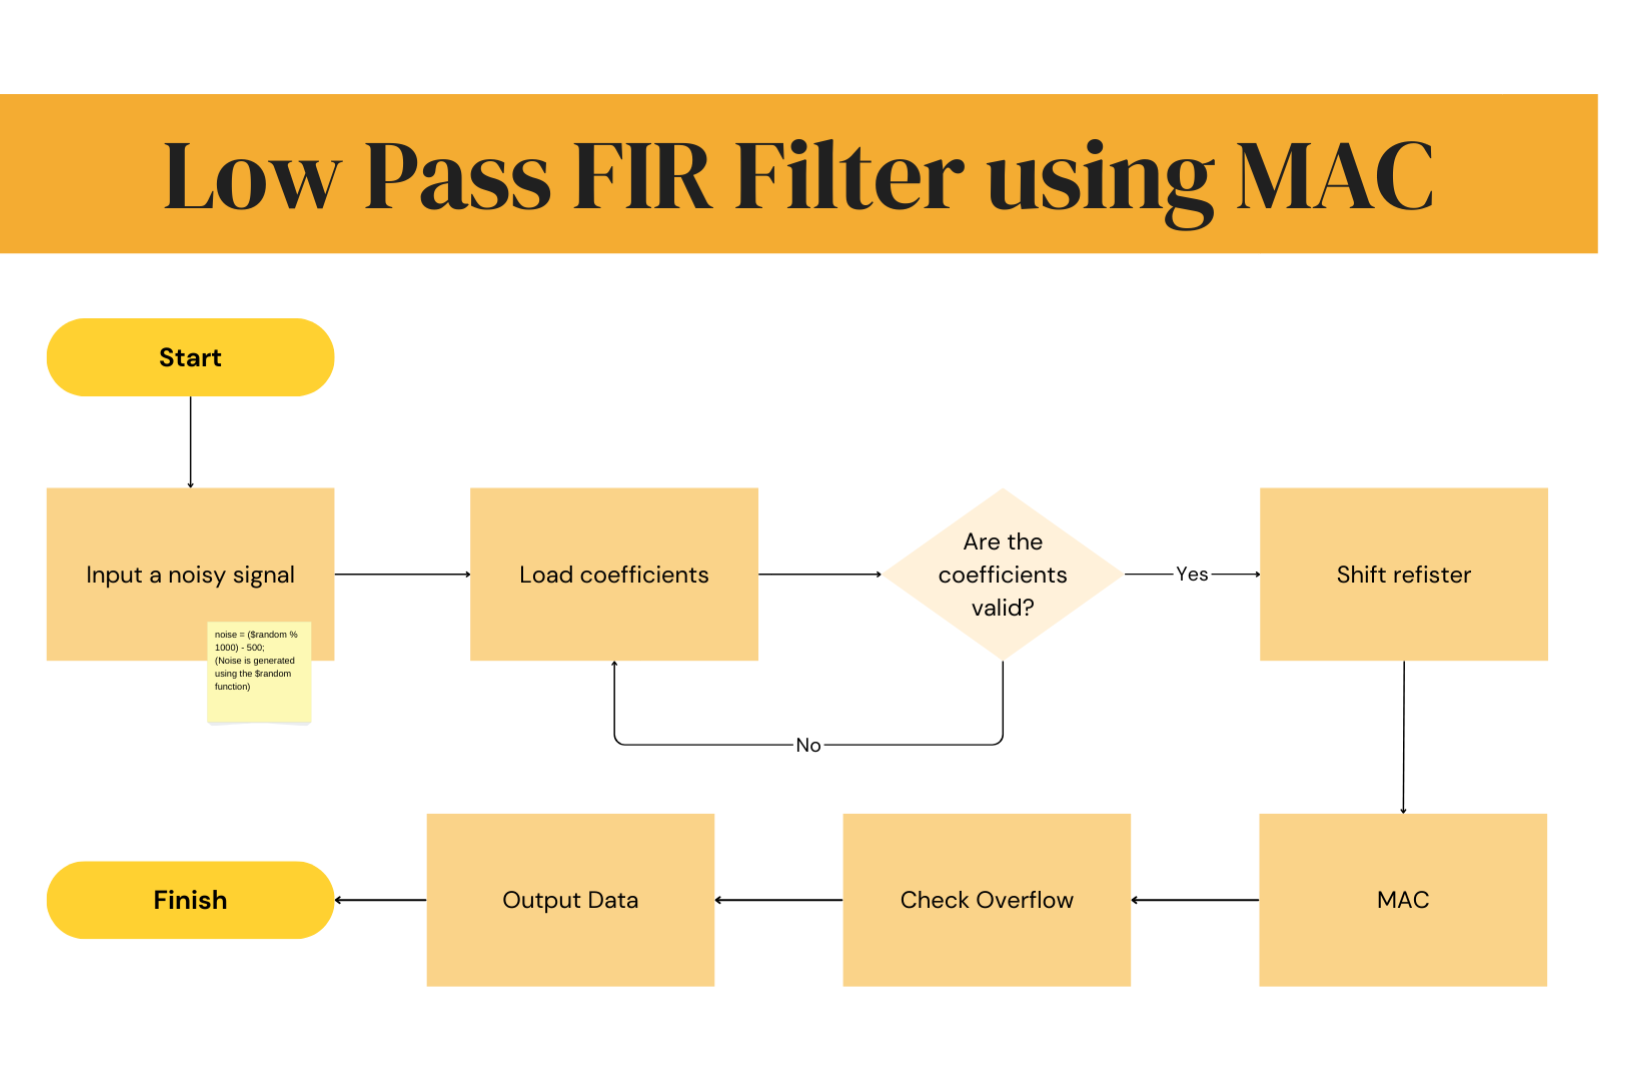 Low Pass FIR Filter using MAC
Start
Input a noisy signal
noise = ($random %
1000) - 500;
(Noise is generated
using the $random
function)
Load coefficients
Are the
coefficients
valid?
Yes
Shift refister
No
Finish
Output Data
Check Overflow
MAC